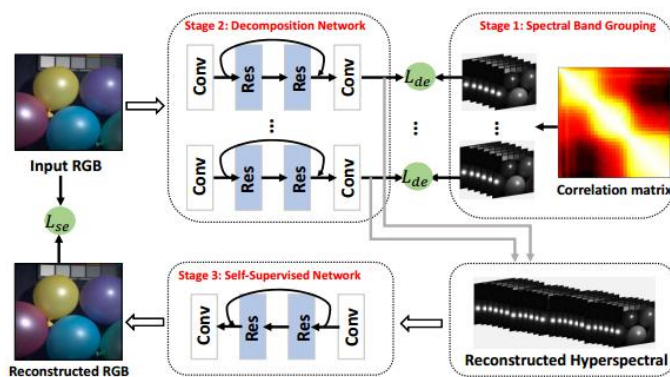 Stage 2: Decomposition Network
Stage 1: Spectral Band Grouping
Conv
Res
Res
Conv
L_de
...
...
...
Conv
Res
Res
Conv
L_de
Input RGB
Correlation matrix
L_se
Stage 3: Self-Supervised Network
Conv
Res
Res
Conv
Reconstructed RGB
Reconstructed Hyperspectral